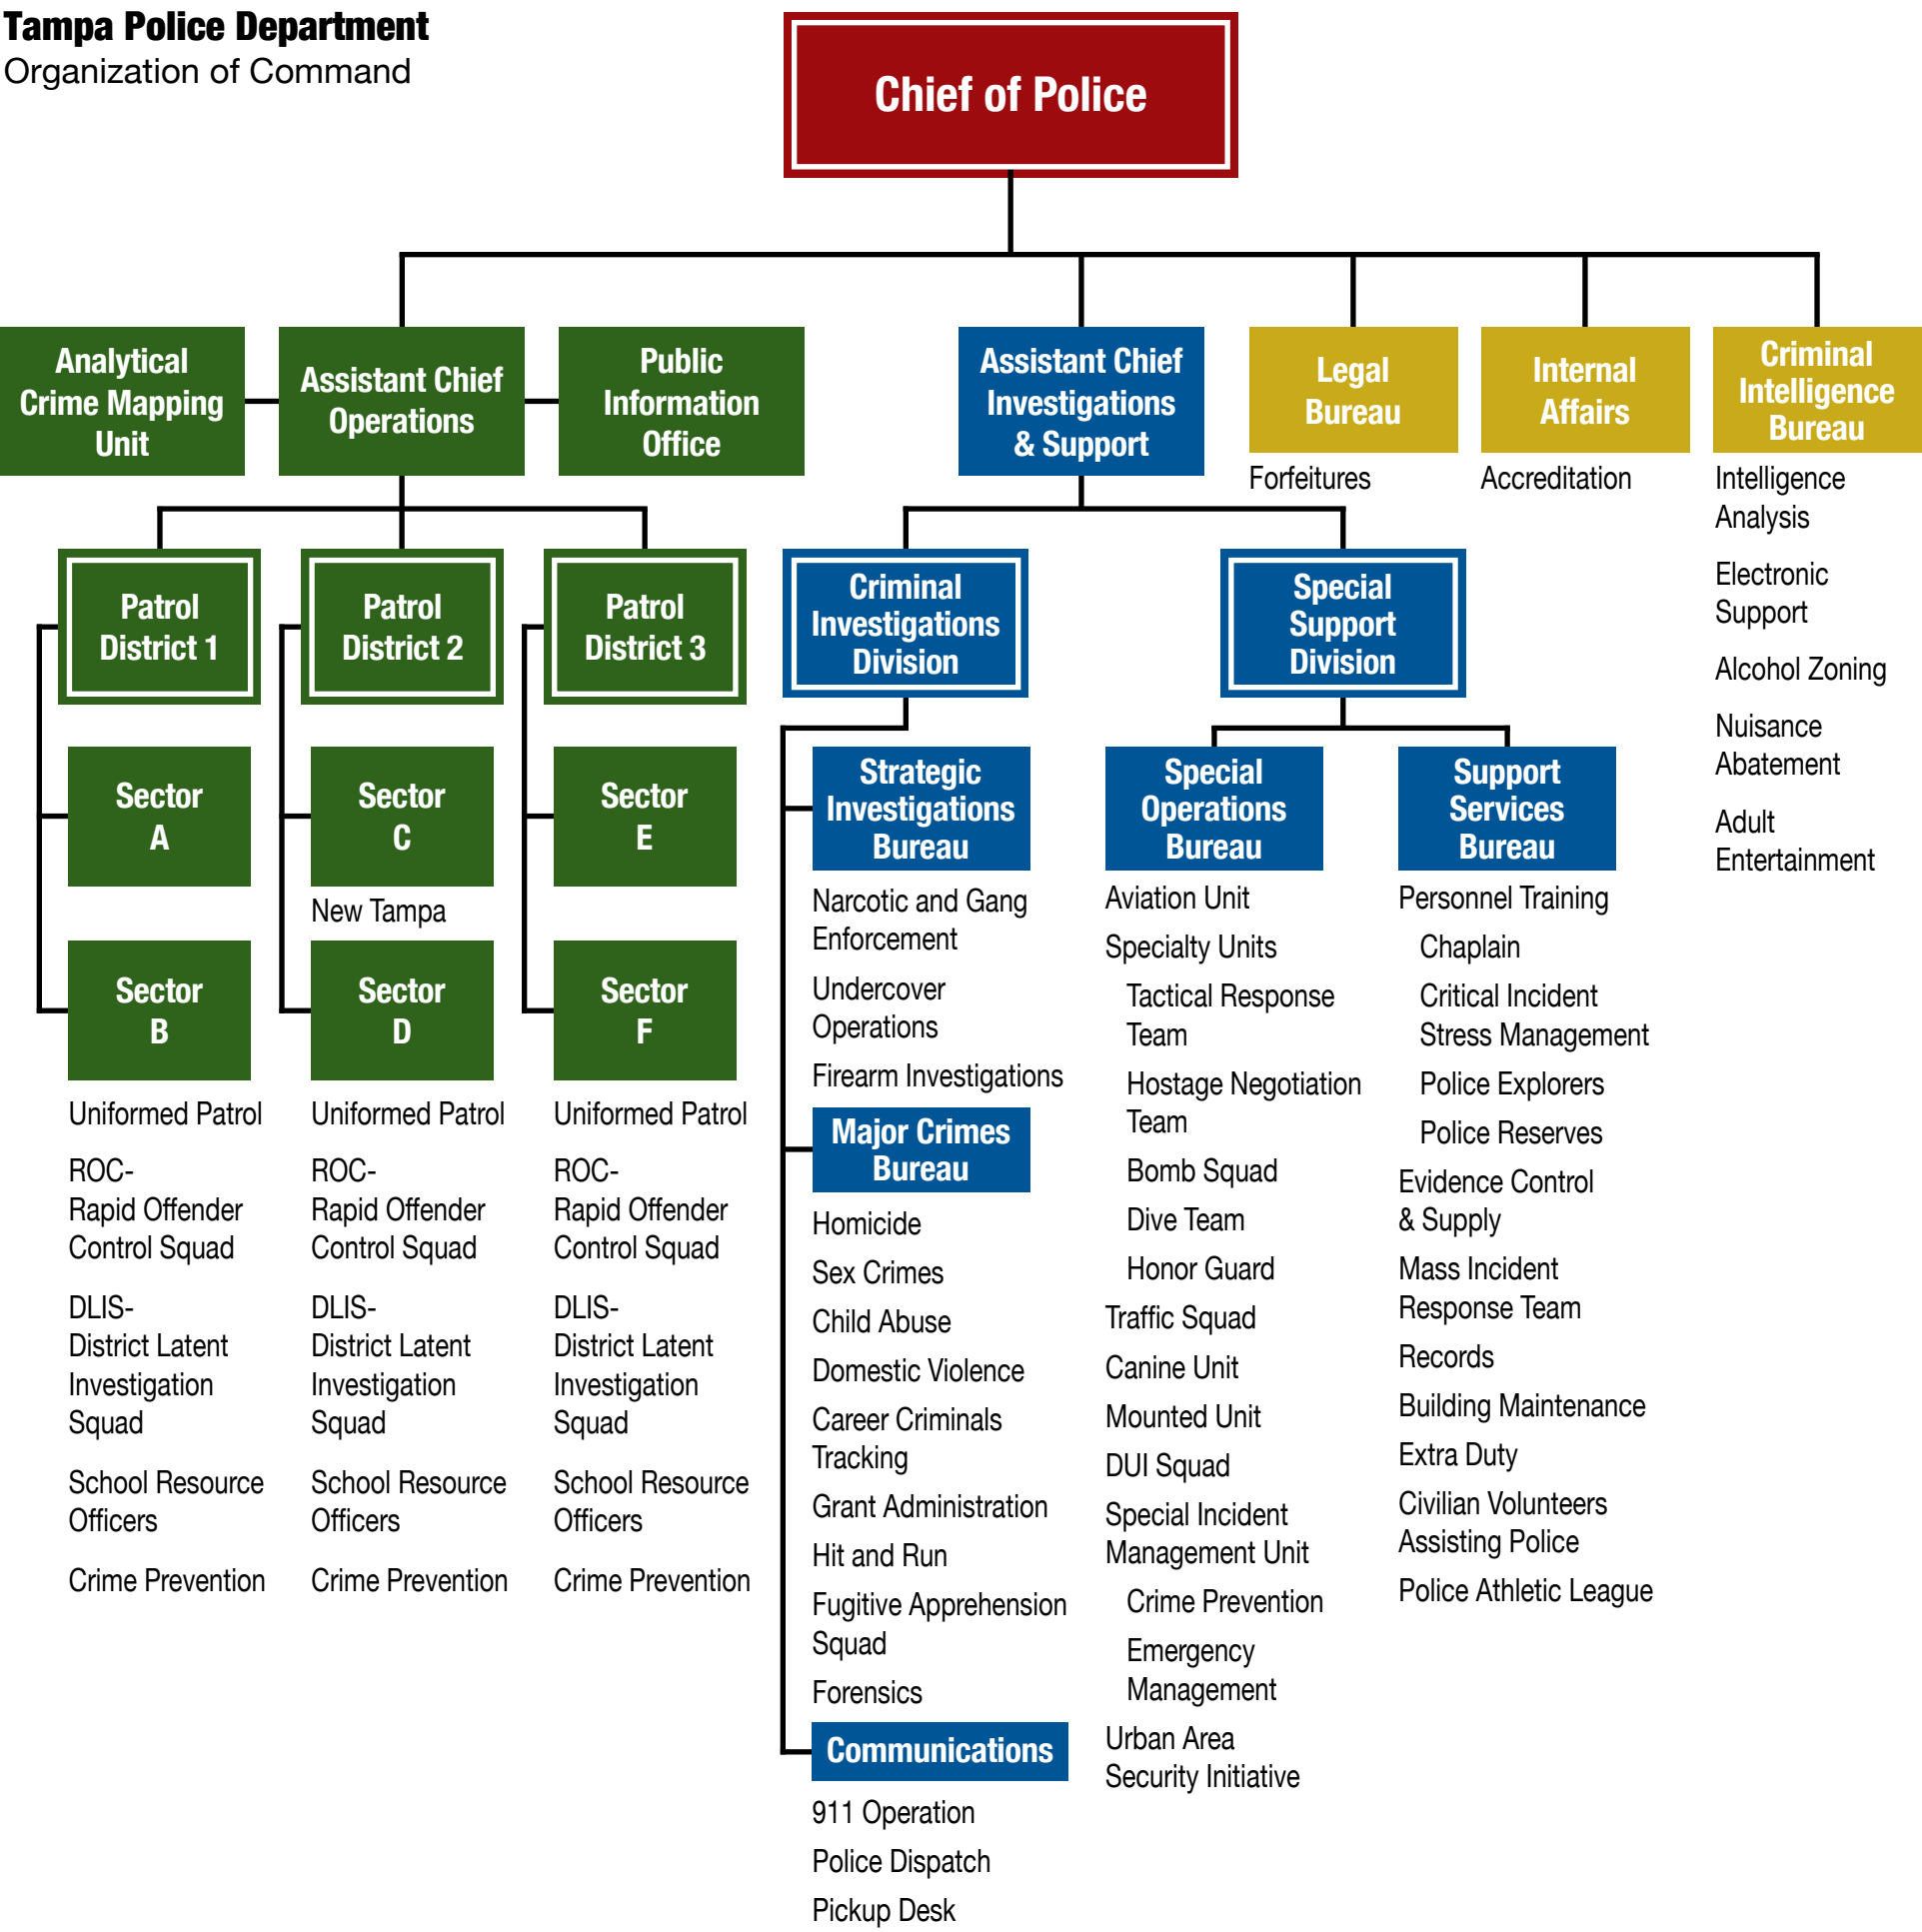 Tampa Police Department
Organization of Command
Chief of Police
Analytical
Crime Mapping
Unit
Assistant Chief
Operations
Public
Information
Office
Assistant Chief
Investigations
& Support
Legal
Bureau
Forfeitures
Internal
Affairs
Accreditation
Criminal
Intelligence
Bureau
Intelligence
Analysis
Electronic
Support
Alcohol Zoning
Nuisance
Abatement
Adult
Entertainment
Patrol
District 1
Sector
A
Sector
B
Uniformed Patrol
ROC-
Rapid Offender
Control Squad
DLIS-
District Latent
Investigation
Squad
School Resource
Officers
Crime Prevention
Patrol
District 2
Sector
C
New Tampa
Sector
D
Uniformed Patrol
ROC-
Rapid Offender
Control Squad
DLIS-
District Latent
Investigation
Squad
School Resource
Officers
Crime Prevention
Patrol
District 3
Sector
E
Sector
F
Uniformed Patrol
ROC-
Rapid Offender
Control Squad
DLIS-
District Latent
Investigation
Squad
School Resource
Officers
Crime Prevention
Criminal
Investigations
Division
Strategic
Investigations
Bureau
Narcotic and Gang
Enforcement
Undercover
Operations
Firearm Investigations
Major Crimes
Bureau
Homicide
Sex Crimes
Child Abuse
Domestic Violence
Career Criminals
Tracking
Grant Administration
Hit and Run
Fugitive Apprehension
Squad
Forensics
Communications
911 Operation
Police Dispatch
Pickup Desk
Special
Support
Division
Special
Operations
Bureau
Aviation Unit
Specialty Units
Tactical Response
Team
Hostage Negotiation
Team
Bomb Squad
Dive Team
Honor Guard
Traffic Squad
Canine Unit
Mounted Unit
DUI Squad
Special Incident
Management Unit
Crime Prevention
Emergency
Management
Urban Area
Security Initiative
Support
Services
Bureau
Personnel Training
Chaplain
Critical Incident
Stress Management
Police Explorers
Police Reserves
Evidence Control
& Supply
Mass Incident
Response Team
Records
Building Maintenance
Extra Duty
Civilian Volunteers
Assisting Police
Police Athletic League